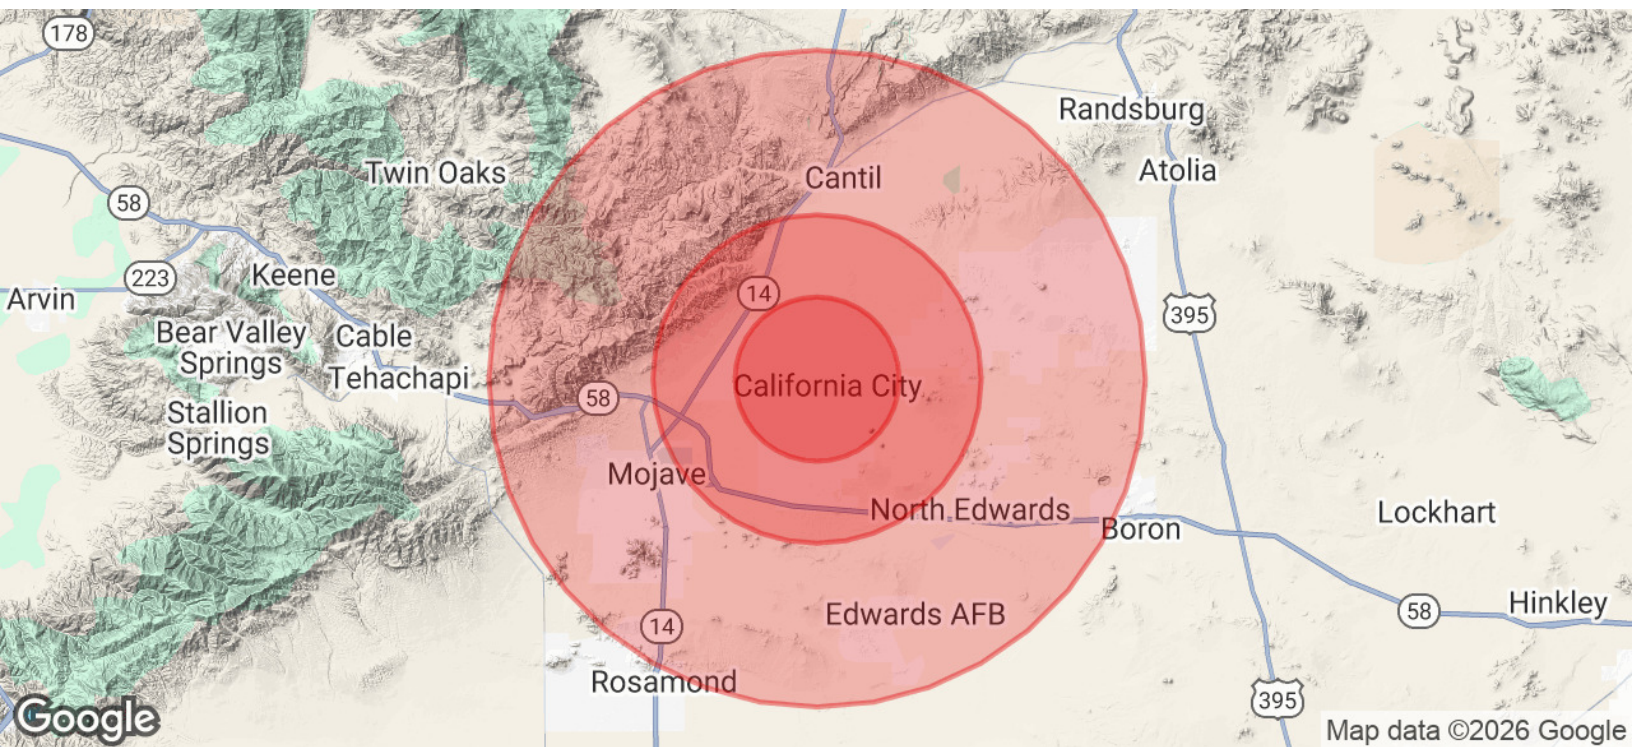 178
Randsburg
Twin Oaks
Cantil
Atolia
58
223
Keene
14
Arvin
395
Bear Valley
Springs
Cable
Tehachapi
California City
58
Stallion
Springs
Mojave
North Edwards
Lockhart
Boron
Edwards AFB
58
Hinkley
14
Rosamond
395
Google
Map data ©2026 Google